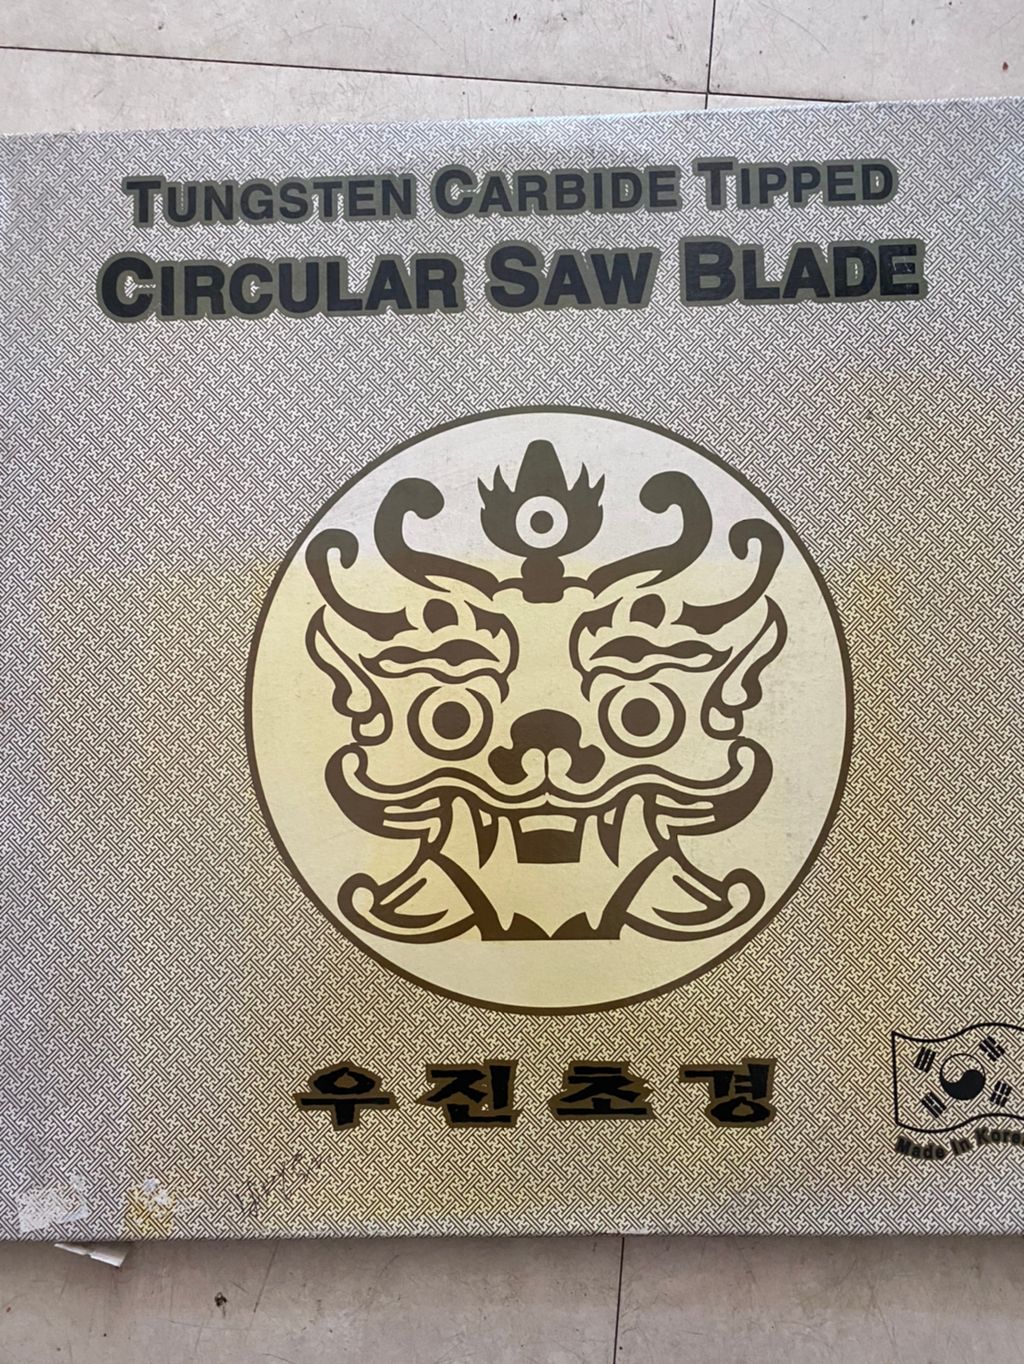 TUNGSTEN CARBIDE TIPPED
CIRCULAR SAW BLADE
우진초경
Made in Korea